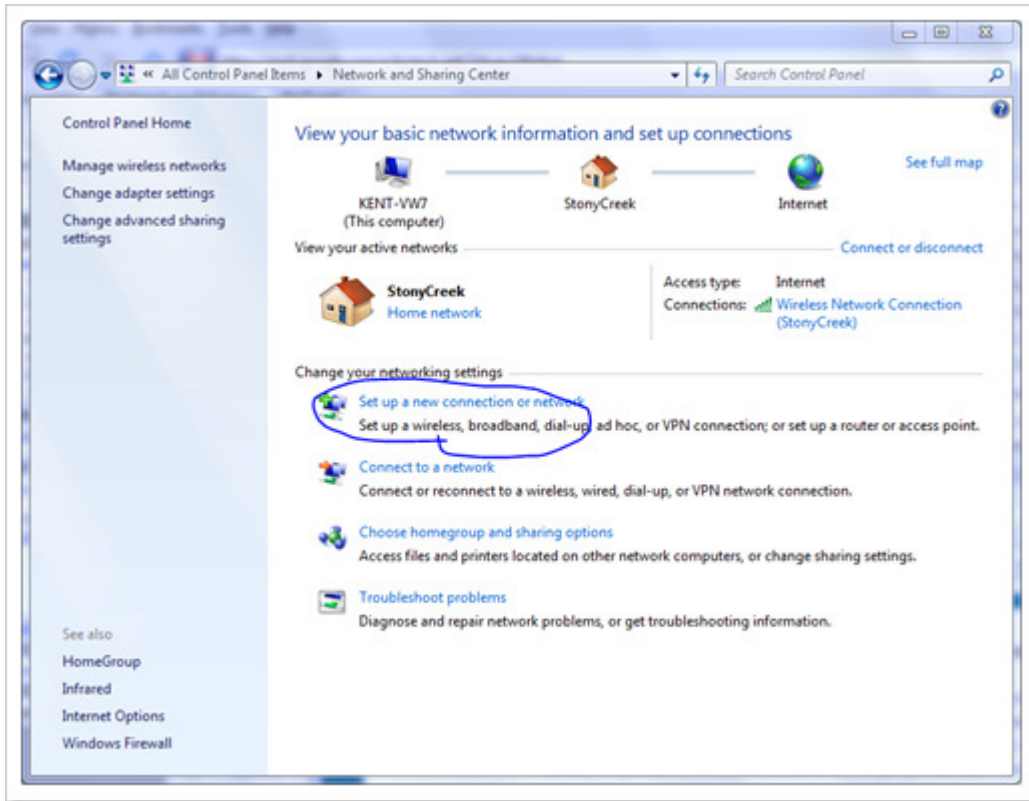 « All Control Panel Items ▸ Network and Sharing Center
Search Control Panel
Control Panel Home
Manage wireless networks
Change adapter settings
Change advanced sharing
settings
View your basic network information and set up connections
See full map
KENT-VW7
(This computer)
StonyCreek
Internet
View your active networks
Connect or disconnect
StonyCreek
Home network
Access type: Internet
Connections: Wireless Network Connection
(StonyCreek)
Change your networking settings
Set up a new connection or network
Set up a wireless, broadband, dial-up, ad hoc, or VPN connection; or set up a router or access point.
Connect to a network
Connect or reconnect to a wireless, wired, dial-up, or VPN network connection.
Choose homegroup and sharing options
Access files and printers located on other network computers, or change sharing settings.
Troubleshoot problems
Diagnose and repair network problems, or get troubleshooting information.
See also
HomeGroup
Infrared
Internet Options
Windows Firewall